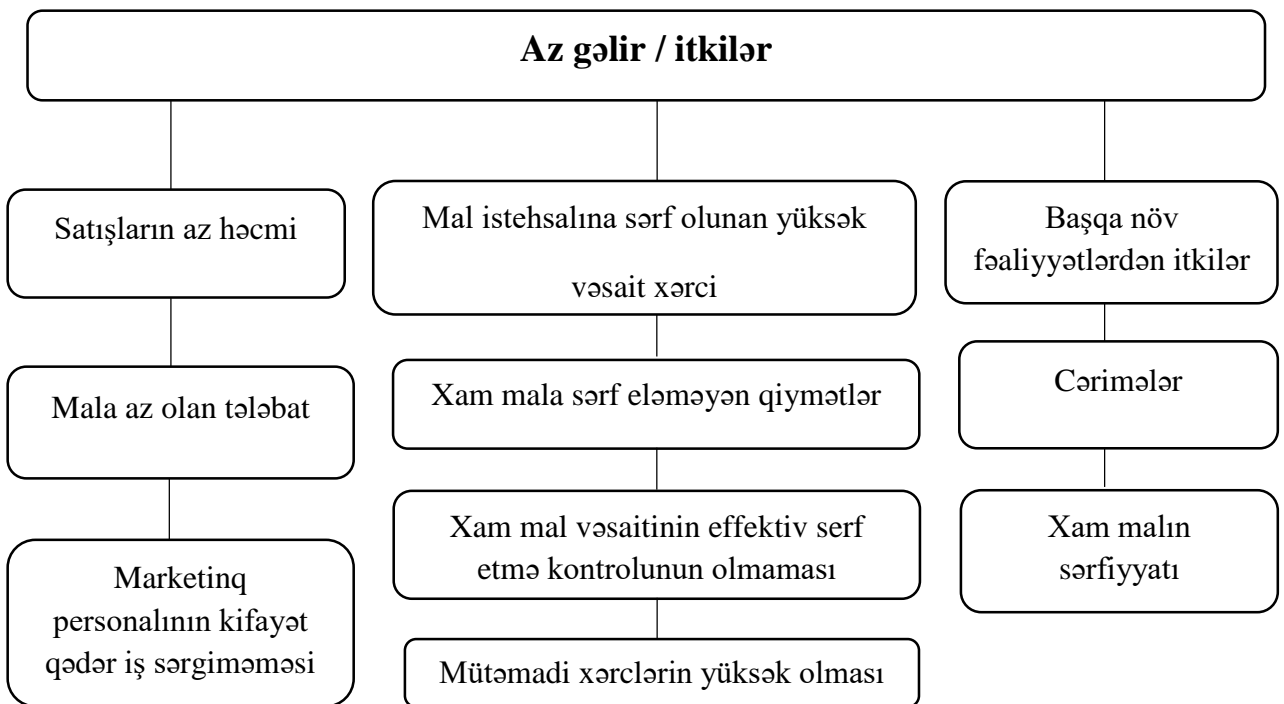 Az gəlir / itkilər
Satışların az həcmi
Mala az olan tələbat
Marketinq
personalının kifayət
qədər iş sərgiməməsi
Mal istehsalına sərf olunan yüksək
vəsait xərci
Xam mala sərf eləməyən qiymətlər
Xam mal vəsaitinin effektiv serf
etmə kontrolunun olmaması
Mütəmadi xərclərin yüksək olması
Başqa növ
fəaliyyətlərdən itkilər
Cərimələr
Xam malın
sərfiyyatı